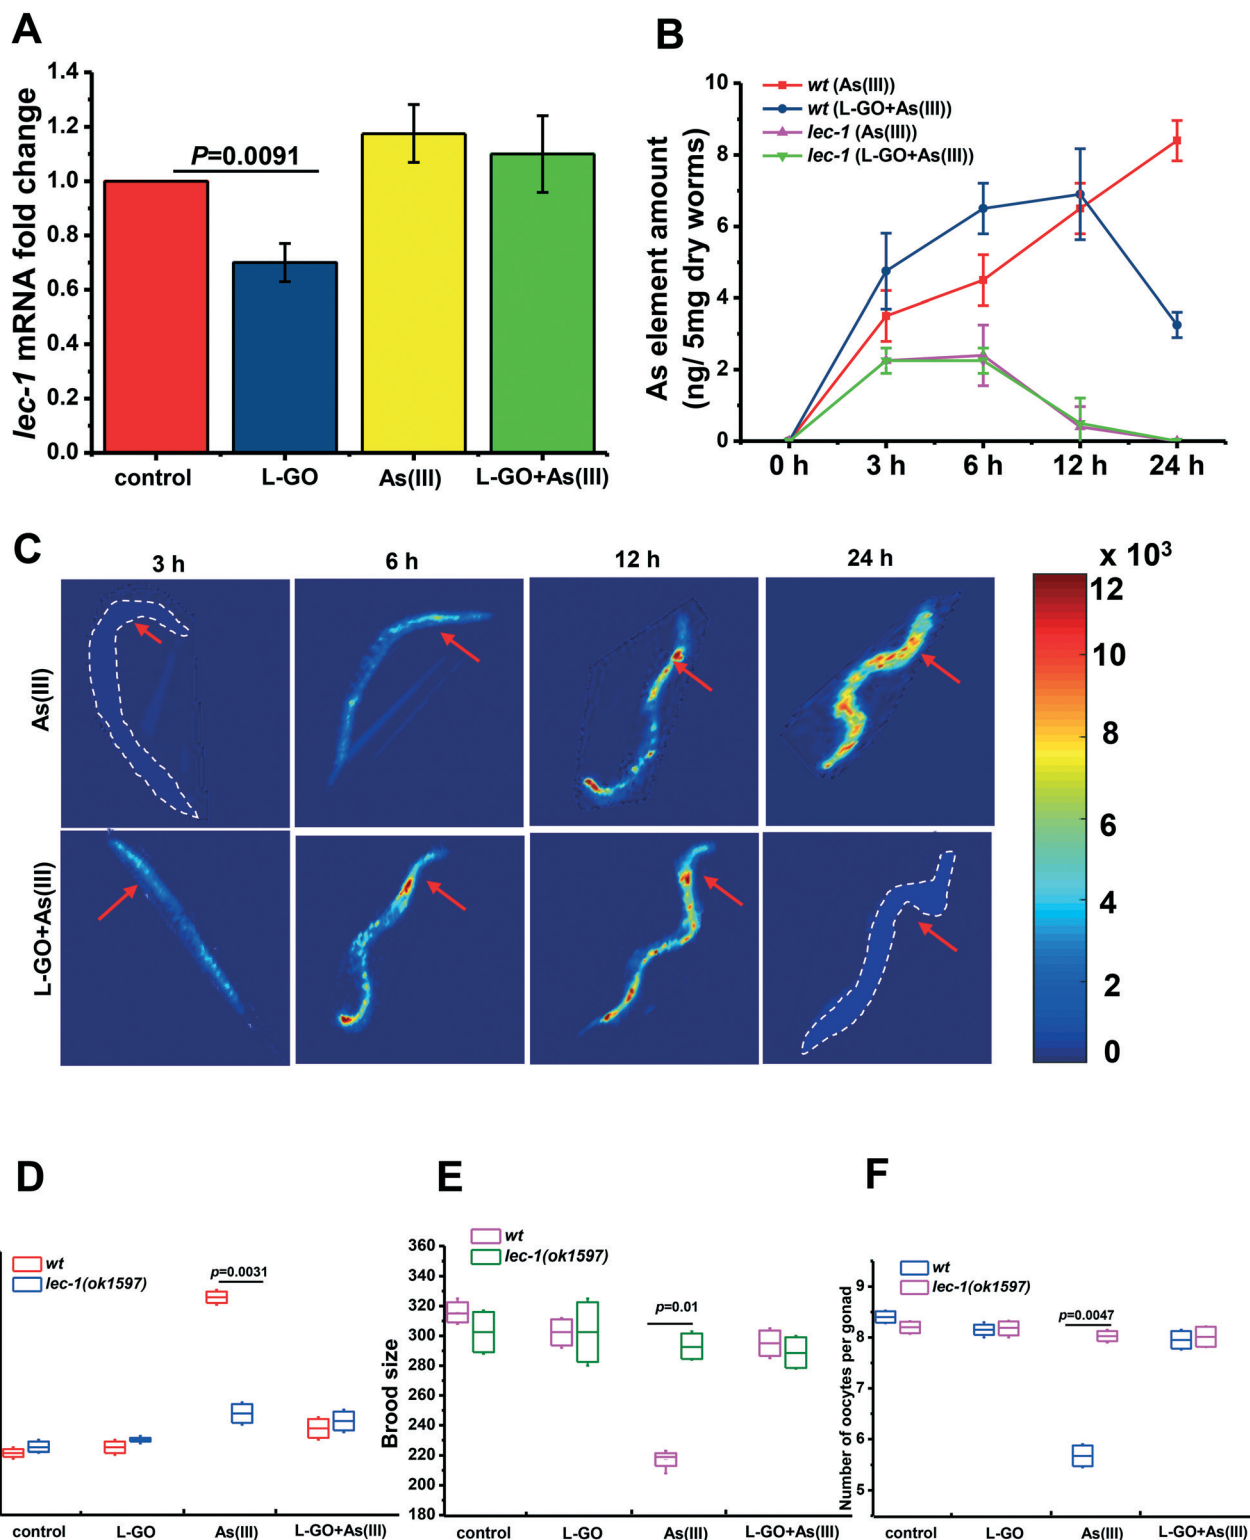 A
lec-1 mRNA fold change
1.4
1.2
1.0
0.8
0.6
0.4
0.2
0.0
P=0.0091
control
L-GO
As(III)
L-GO+As(III)
B
As element amount
(ng/ 5mg dry worms)
10
8
6
4
2
0
wt (As(III))
wt (L-GO+As(III))
lec-1 (As(III))
lec-1 (L-GO+As(III))
0 h
3 h
6 h
12 h
24 h
C
3 h
6 h
12 h
24 h
As(III)
L-GO+As(III)
x 10³
12
10
8
6
4
2
0
D
wt
lec-1(ok1597)
p=0.0031
control
L-GO
As(III)
L-GO+As(III)
E
Brood size
360
340
320
300
280
260
240
220
200
180
wt
lec-1(ok1597)
p=0.01
control
L-GO
As(III)
L-GO+As(III)
F
Number of oocytes per gonad
9
8
7
6
5
wt
lec-1(ok1597)
p=0.0047
control
L-GO
As(III)
L-GO+As(III)